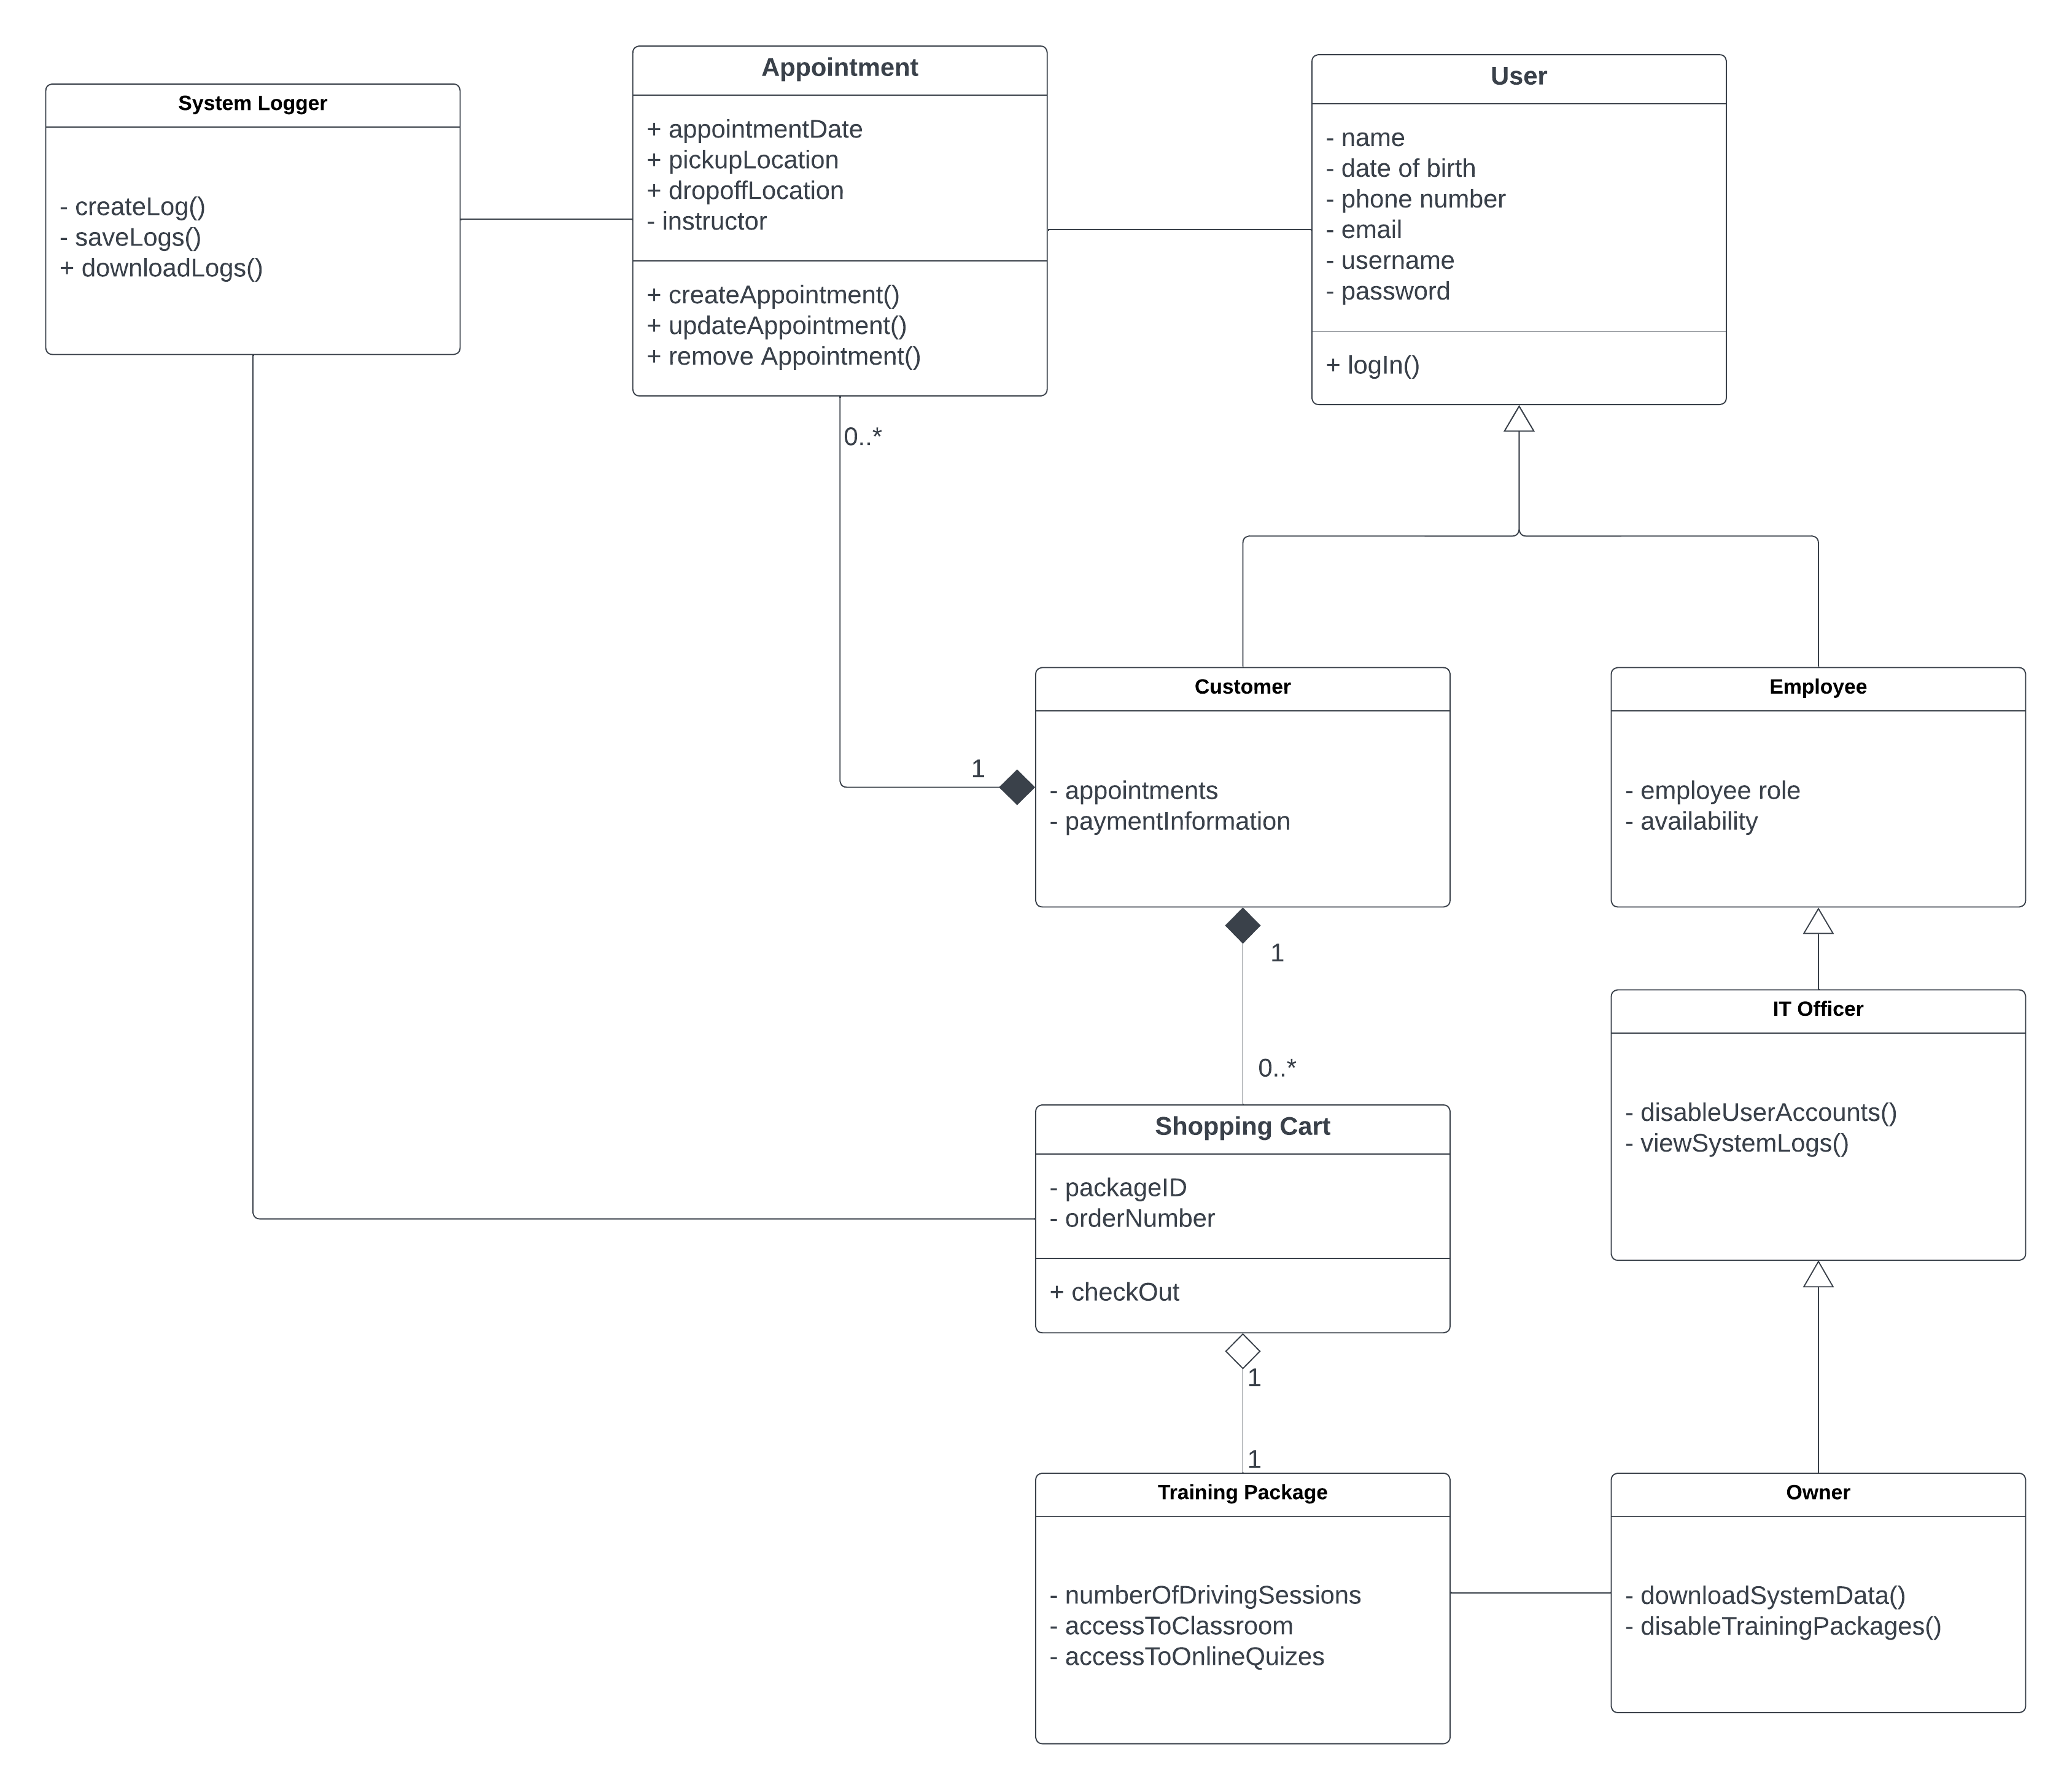 System Logger
- createLog()
- saveLogs()
+ downloadLogs()
Appointment
+ appointmentDate
+ pickupLocation
+ dropoffLocation
- instructor
+ createAppointment()
+ updateAppointment()
+ remove Appointment()
User
- name
- date of birth
- phone number
- email
- username
- password
+ logIn()
0..*
1
Customer
- appointments
- paymentInformation
Employee
- employee role
- availability
1
0..*
IT Officer
- disableUserAccounts()
- viewSystemLogs()
Shopping Cart
- packageID
- orderNumber
+ checkOut
1
1
Training Package
- numberOfDrivingSessions
- accessToClassroom
- accessToOnlineQuizes
Owner
- downloadSystemData()
- disableTrainingPackages()